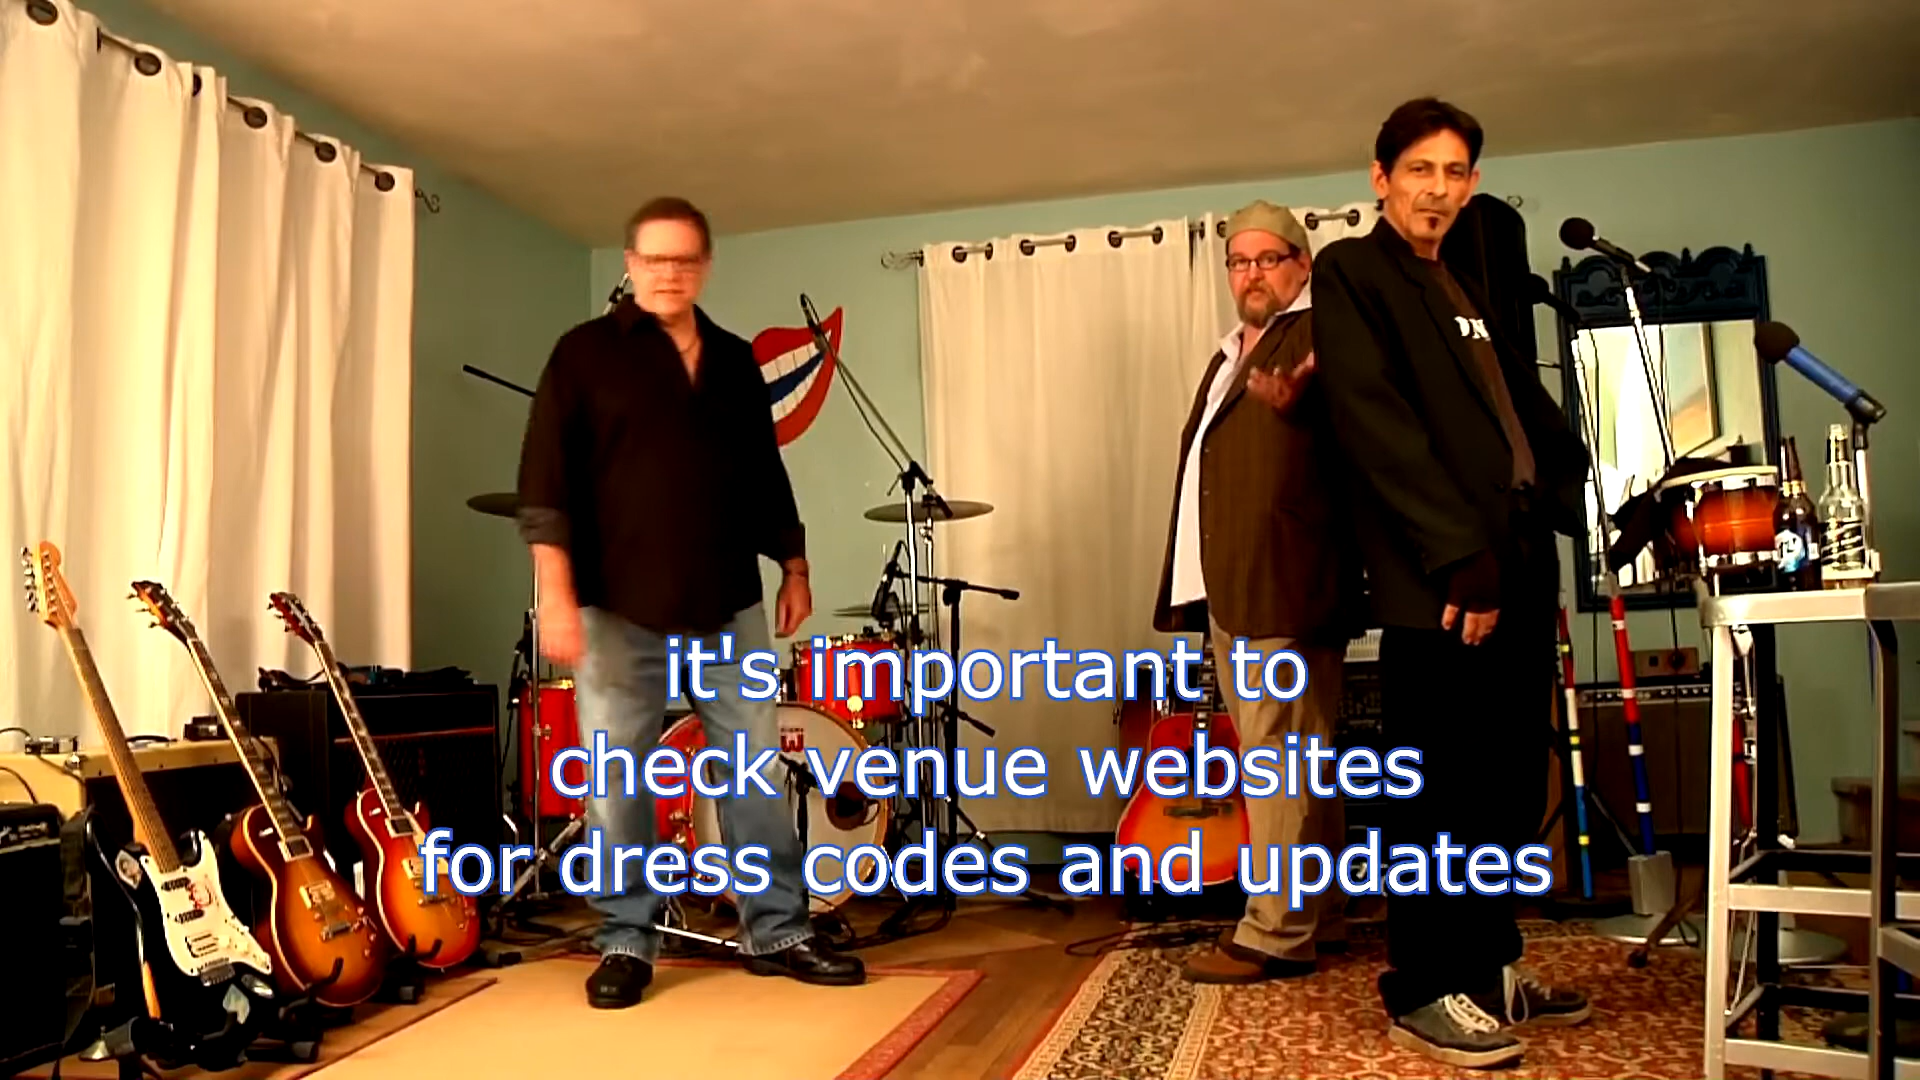 it's important to
check venue websites
for dress codes and updates